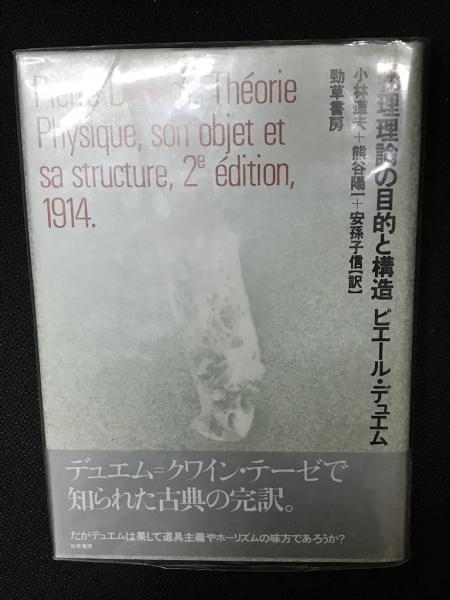 物理理論の目的と構造 ピエール・デュエム
小林道夫+熊谷陽一+安孫子信[訳]
勁草書房
Pierre Duhem, Théorie
Physique, son objet et
sa structure, 2e édition,
1914.
デュエム=クワイン・テーゼで
知られた古典の完訳。
だがデュエムは果して道具主義やホーリズムの味方であろうか?
勁草書房